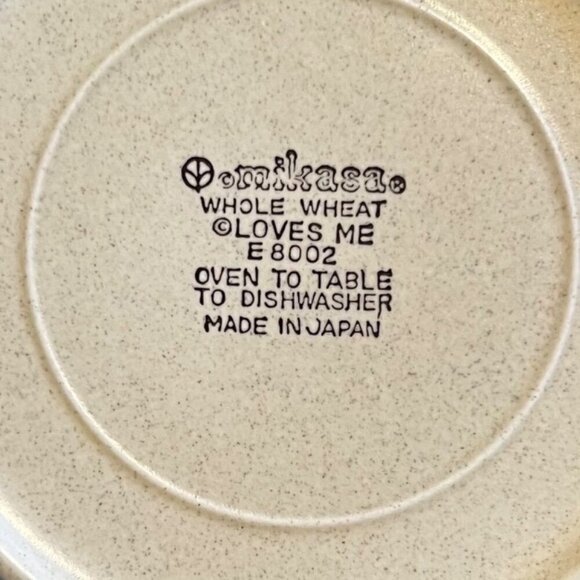 ©mikasa®
WHOLE WHEAT
©LOVES ME
E 8002
OVEN TO TABLE
TO DISHWASHER
MADE IN JAPAN